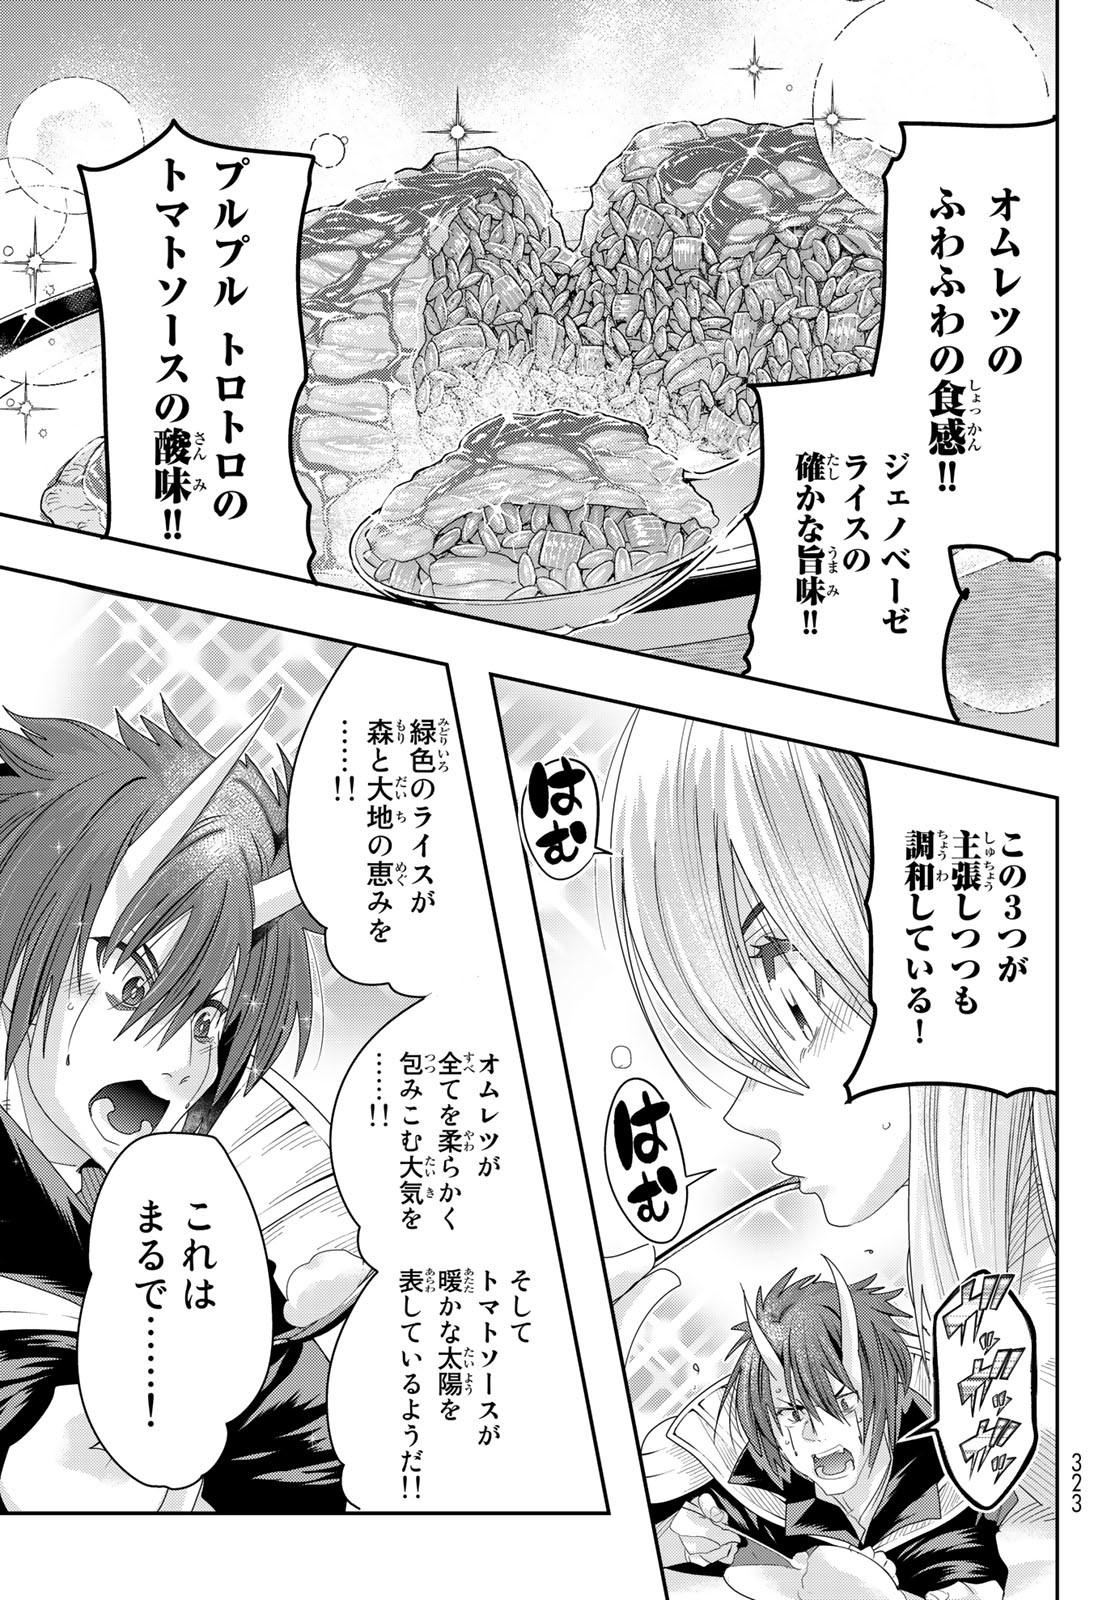 オムレツの
ふわふわの食感!!
ジェノベーゼ
ライスの
確かな旨味!!
プルプル トロトロの
トマトソースの酸味!!
この3つが
主張しつつも
調和している!
はむ
はむ
ガッガッガッ
緑色のライスが
森と大地の恵みを
……!!
オムレツが
全てを柔らかく
包みこむ大気を
……!!
そして
トマトソースが
暖かな太陽を
表しているようだ!!
これは
まるで……!
323